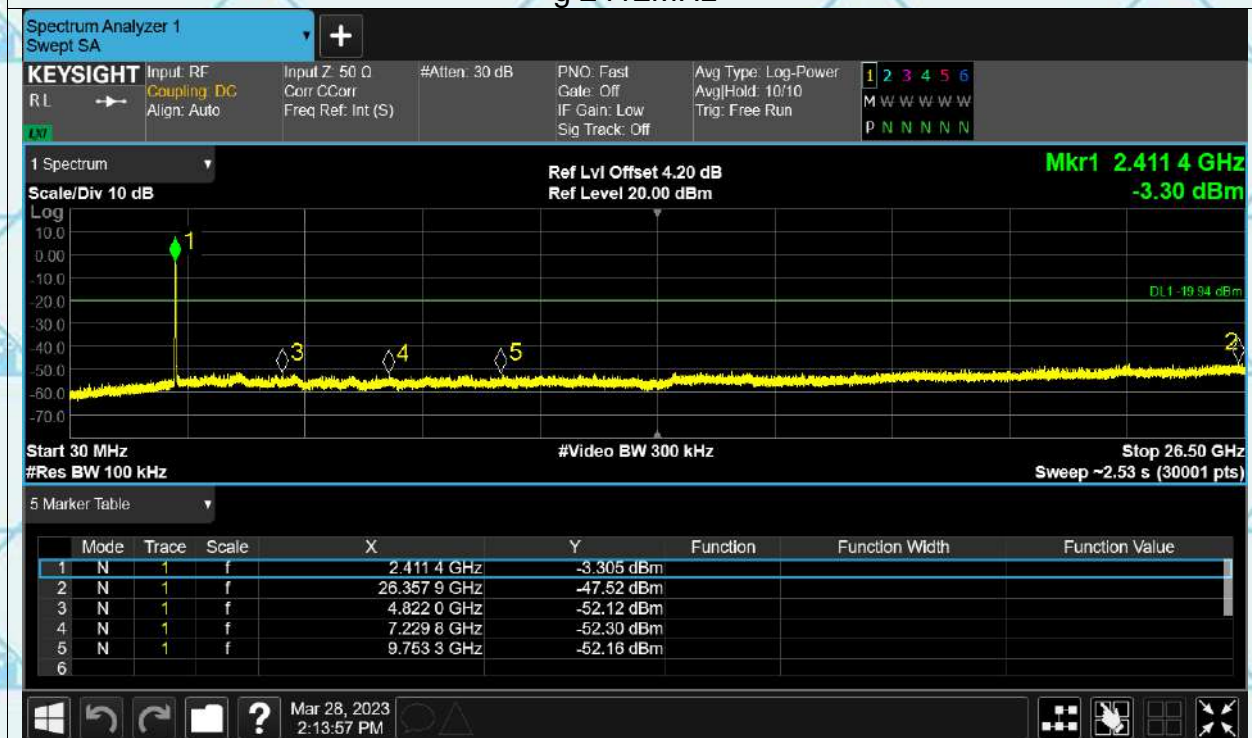 g 2412MHz
Spectrum Analyzer 1
Swept SA
+
KEYSIGHT
RL
LXI
Input: RF
Coupling: DC
Align: Auto
Input Z: 50 Ω
Corr CCorr
Freq Ref: Int (S)
#Atten: 30 dB
PNO: Fast
Gate: Off
IF Gain: Low
Sig Track: Off
Avg Type: Log-Power
Avg|Hold: 10/10
Trig: Free Run
1 2 3 4 5 6
M W W W W W
P N N N N N
1 Spectrum
Scale/Div 10 dB
Ref Lvl Offset 4.20 dB
Ref Level 20.00 dBm
Mkr1 2.411 4 GHz
-3.30 dBm
Log
10.0
0.00
-10.0
-20.0
-30.0
-40.0
-50.0
-60.0
-70.0
1
3
4
5
2
DL1 -19.94 dBm
Start 30 MHz
#Res BW 100 kHz
#Video BW 300 kHz
Stop 26.50 GHz
Sweep ~2.53 s (30001 pts)
5 Marker Table
Mode Trace Scale X Y Function Function Width Function Value
1 N 1 f 2.411 4 GHz -3.305 dBm
2 N 1 f 26.357 9 GHz -47.52 dBm
3 N 1 f 4.822 0 GHz -52.12 dBm
4 N 1 f 7.229 8 GHz -52.30 dBm
5 N 1 f 9.753 3 GHz -52.16 dBm
6
?
Mar 28, 2023
2:13:57 PM